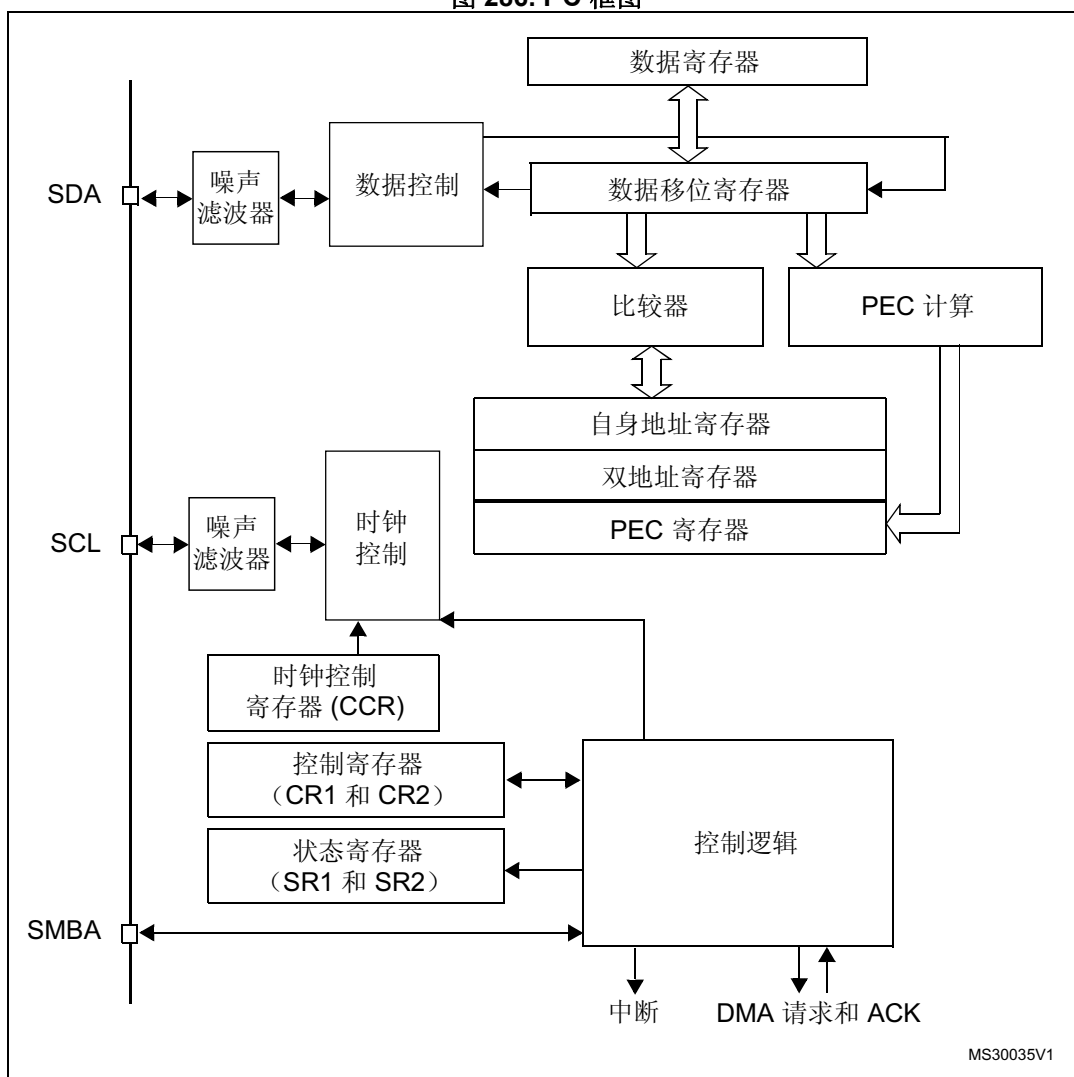 数据寄存器
SDA
噪声
滤波器
数据控制
数据移位寄存器
比较器
PEC 计算
自身地址寄存器
双地址寄存器
PEC 寄存器
SCL
噪声
滤波器
时钟
控制
时钟控制
寄存器 (CCR)
控制寄存器
（CR1 和 CR2）
状态寄存器
（SR1 和 SR2）
控制逻辑
SMBA
中断
DMA 请求和 ACK
MS30035V1